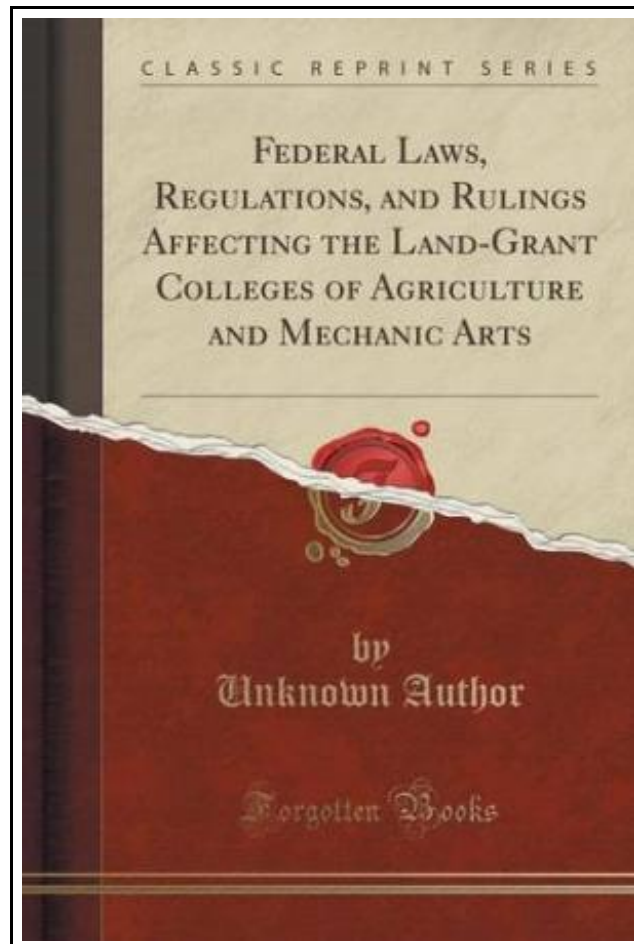 CLASSIC REPRINT SERIES
FEDERAL LAWS,
REGULATIONS, AND RULINGS
AFFECTING THE LAND-GRANT
COLLEGES OF AGRICULTURE
AND MECHANIC ARTS
F
by
Unknown Author
Forgotten Books